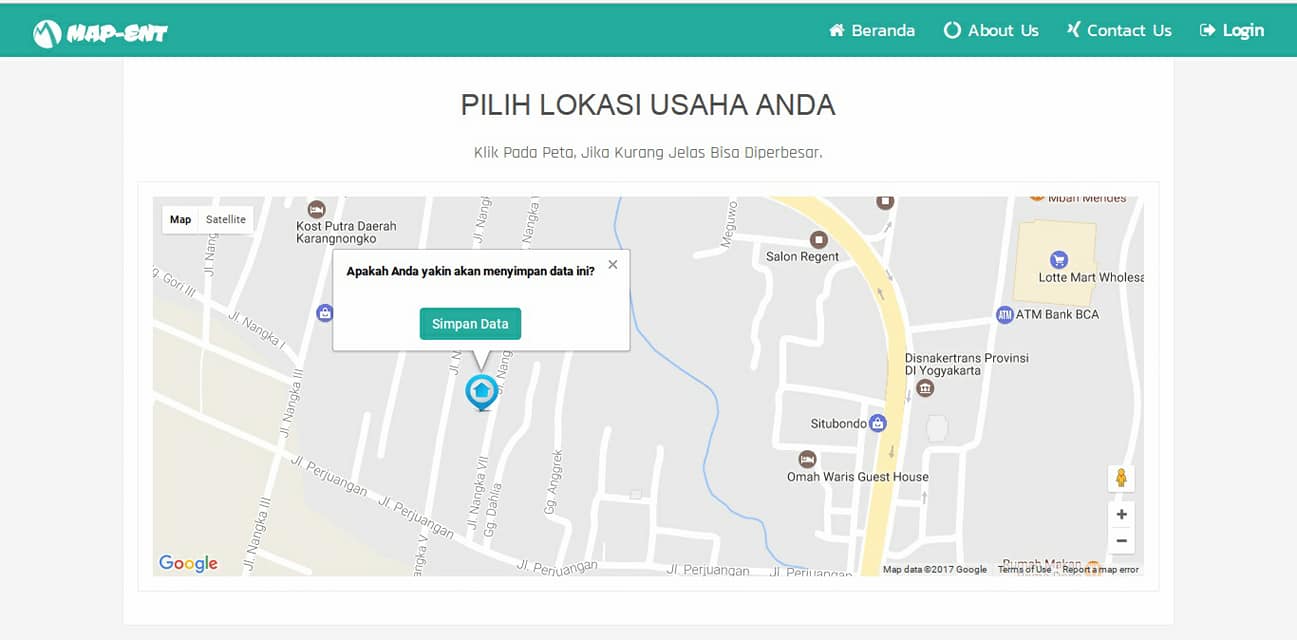 MAP-ENT
Beranda
About Us
Contact Us
Login
PILIH LOKASI USAHA ANDA
Klik Pada Peta, Jika Kurang Jelas Bisa Diperbesar.
Map
Satellite
Kost Putra Daerah
Karangnongko
Jl. Nangka
Meguwo
Mbah Mendes
Salon Regent
Lotte Mart Wholesa
ATM Bank BCA
Apakah Anda yakin akan menyimpan data ini?
Simpan Data
g. Gori III
Jl. Nangka I
Jl. Nangka III
Disnakertrans Provinsi
DI Yogyakarta
Situbondo
Omah Waris Guest House
Jl. Perjuangan
Jl. Perjuangan
Jl. Nangka VII
Gg. Dahlia
Gg. Anggrek
Jl. Nangka III
Jl. Perjuangan
Jl. Perjuangan
Jl. Perjuangan
Google
Rumah Makan
Map data ©2017 Google
Terms of Use
Report a map error